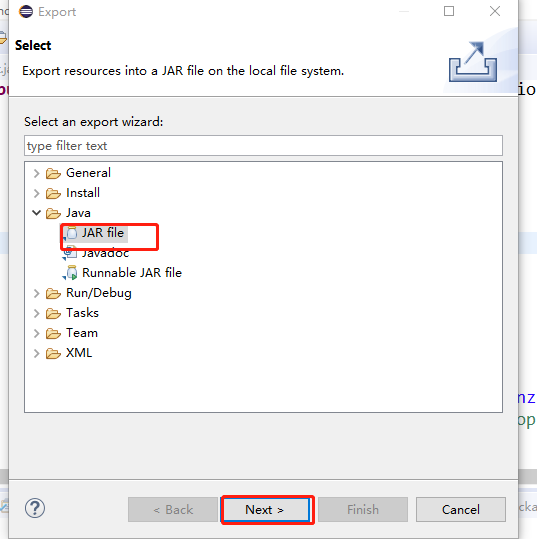 Export
Select
Export resources into a JAR file on the local file system.
Select an export wizard:
type filter text
General
Install
Java
JAR file
Javadoc
Runnable JAR file
Run/Debug
Tasks
Team
XML
< Back
Next >
Finish
Cancel